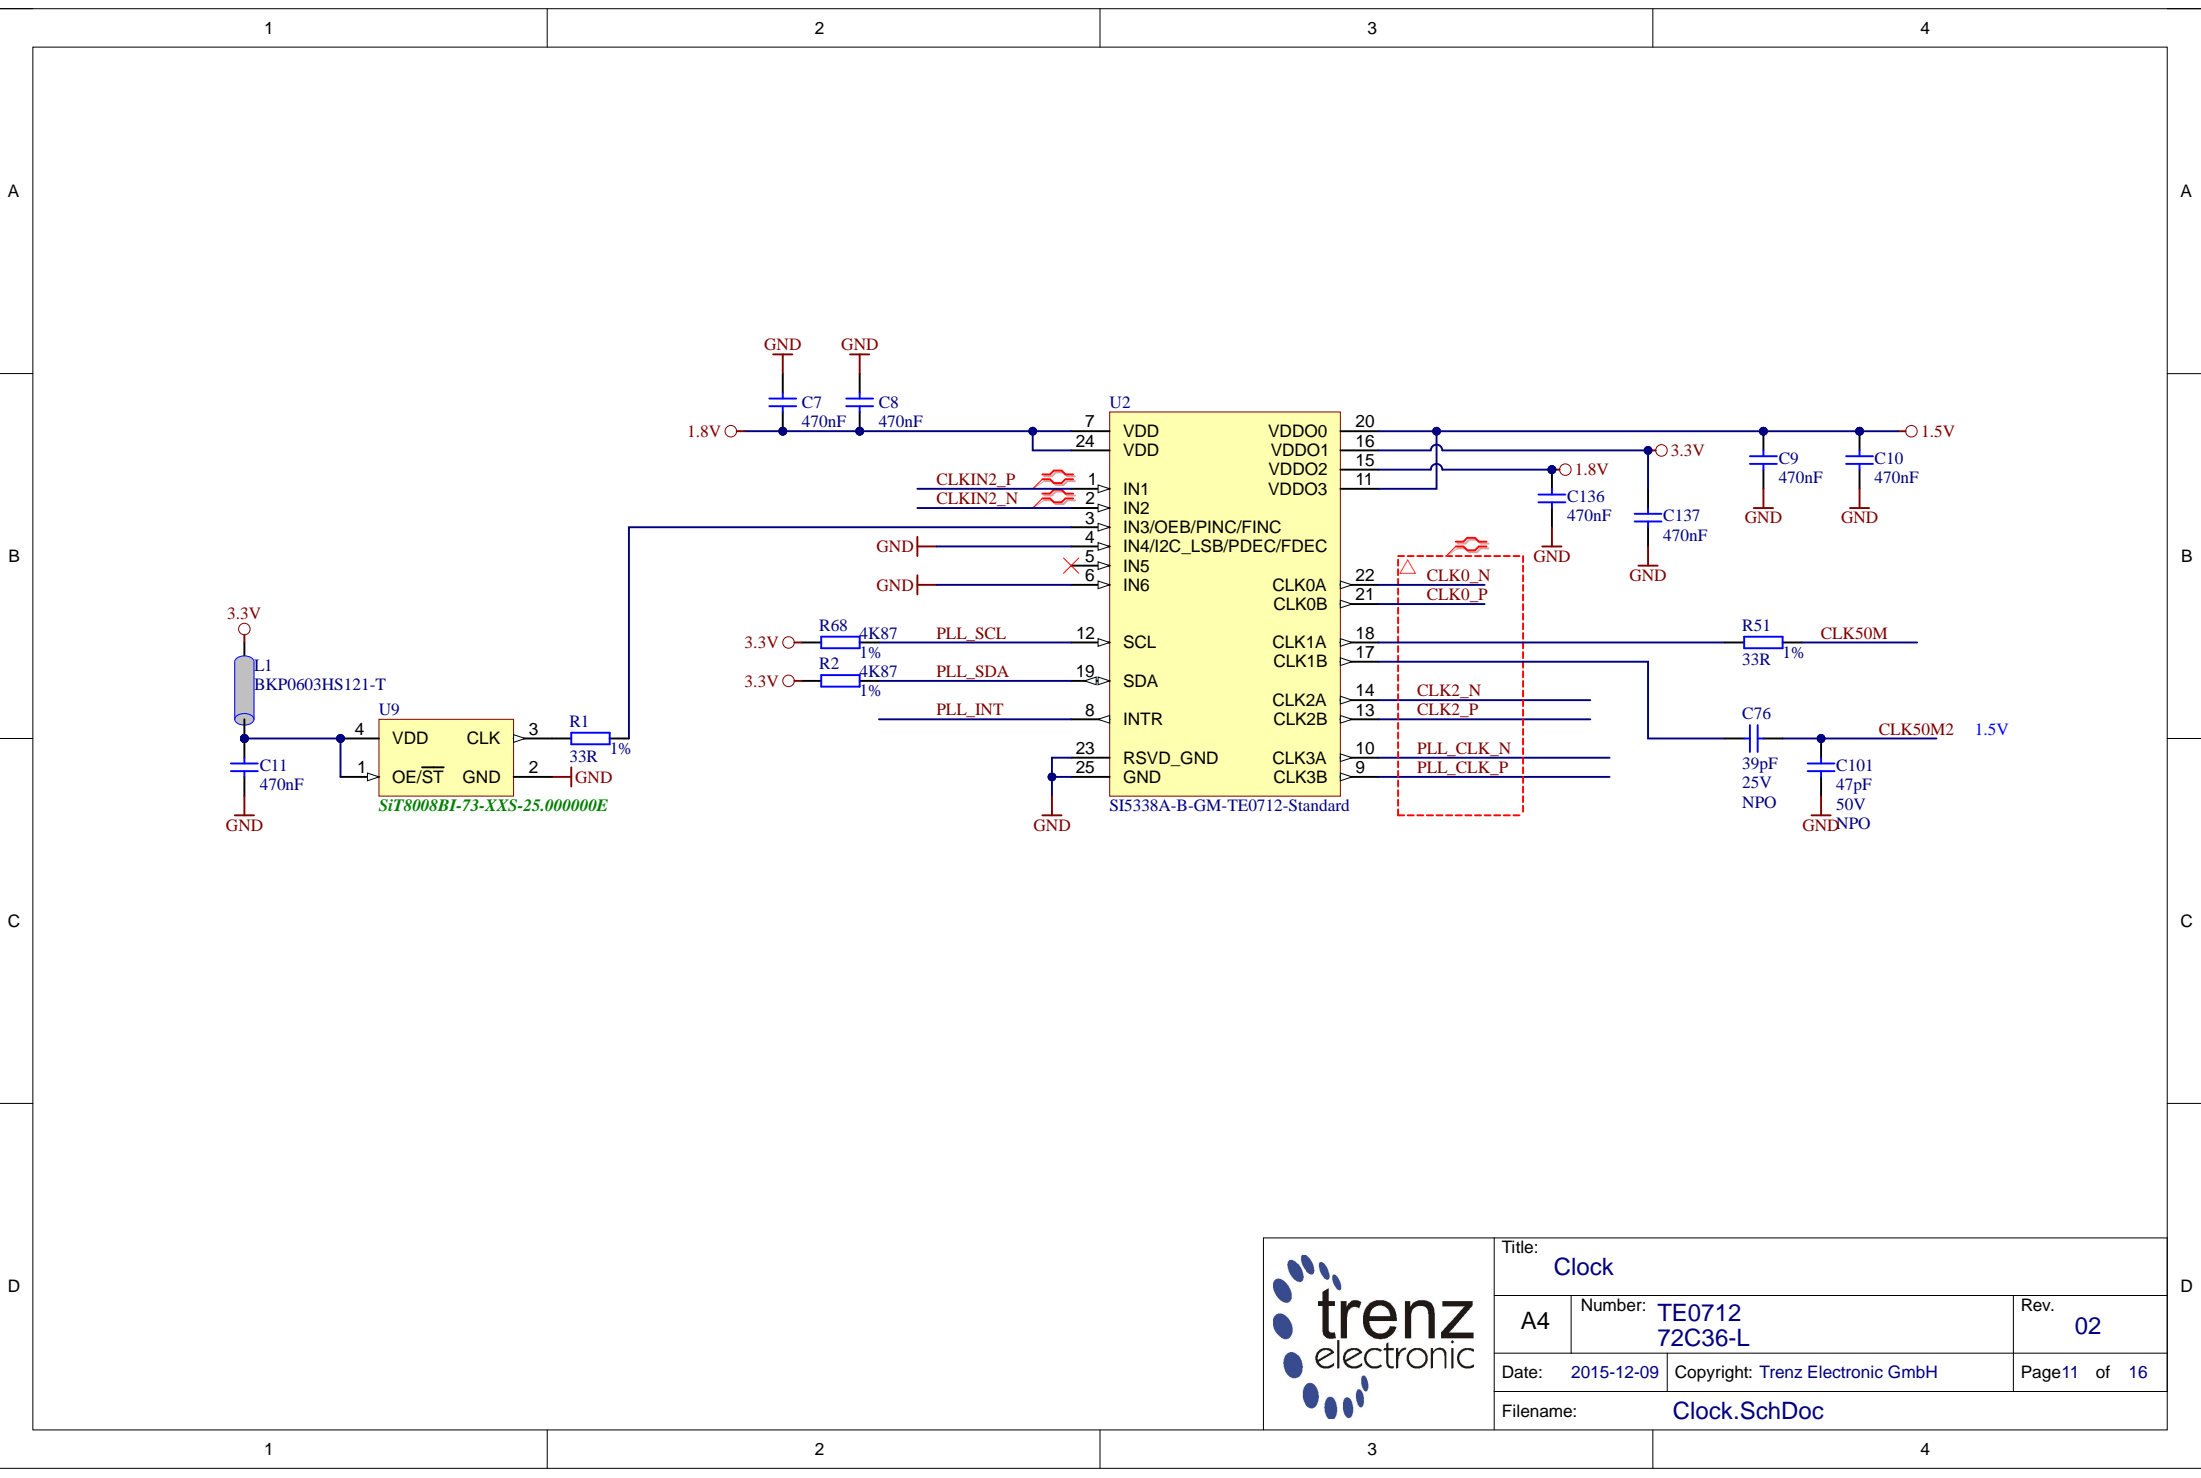 1 2 3 4
A A
GND GND
U2
C7 C8
470nF 470nF
1.8V 7 VDD VDDO0 20 1.5V
24 VDD VDDO1 16 3.3V
VDDO2 15 1.8V
VDDO3 11
C9 C10
470nF 470nF
CLKIN2_P 1 IN1
CLKIN2_N 2 IN2
C136
470nF
C137
470nF
GND GND
3 IN3/OEB/PINC/FINC
GND 4 IN4/I2C_LSB/PDEC/FDEC
B B
GND
5 IN5
GND
GND 6 IN6 CLK0A 22 CLK0_N
CLK0B 21 CLK0_P
3.3V
3.3V R68 4K87 1% PLL_SCL 12 SCL CLK1A 18 R51 33R 1% CLK50M
CLK1B 17
L1
BKP0603HS121-T
3.3V R2 4K87 1% PLL_SDA 19 SDA
CLK2A 14 CLK2_N
PLL_INT 8 INTR CLK2B 13 CLK2_P
U9
4 VDD CLK 3 R1 33R 1%
1 OE/ST GND 2 GND
SiT8008BI-73-XXS-25.000000E
C11
470nF
GND
C76
39pF
25V
NPO
CLK50M2 1.5V
23 RSVD_GND CLK3A 10 PLL_CLK_N
25 GND CLK3B 9 PLL_CLK_P
C101
47pF
50V
NPO
GND
SI5338A-B-GM-TE0712-Standard
GND
C C
D D
trenz
electronic
Title:
Clock
A4 Number: TE0712
72C36-L
Rev.
02
Date: 2015-12-09 Copyright: Trenz Electronic GmbH Page11 of 16
Filename: Clock.SchDoc
1 2 3 4